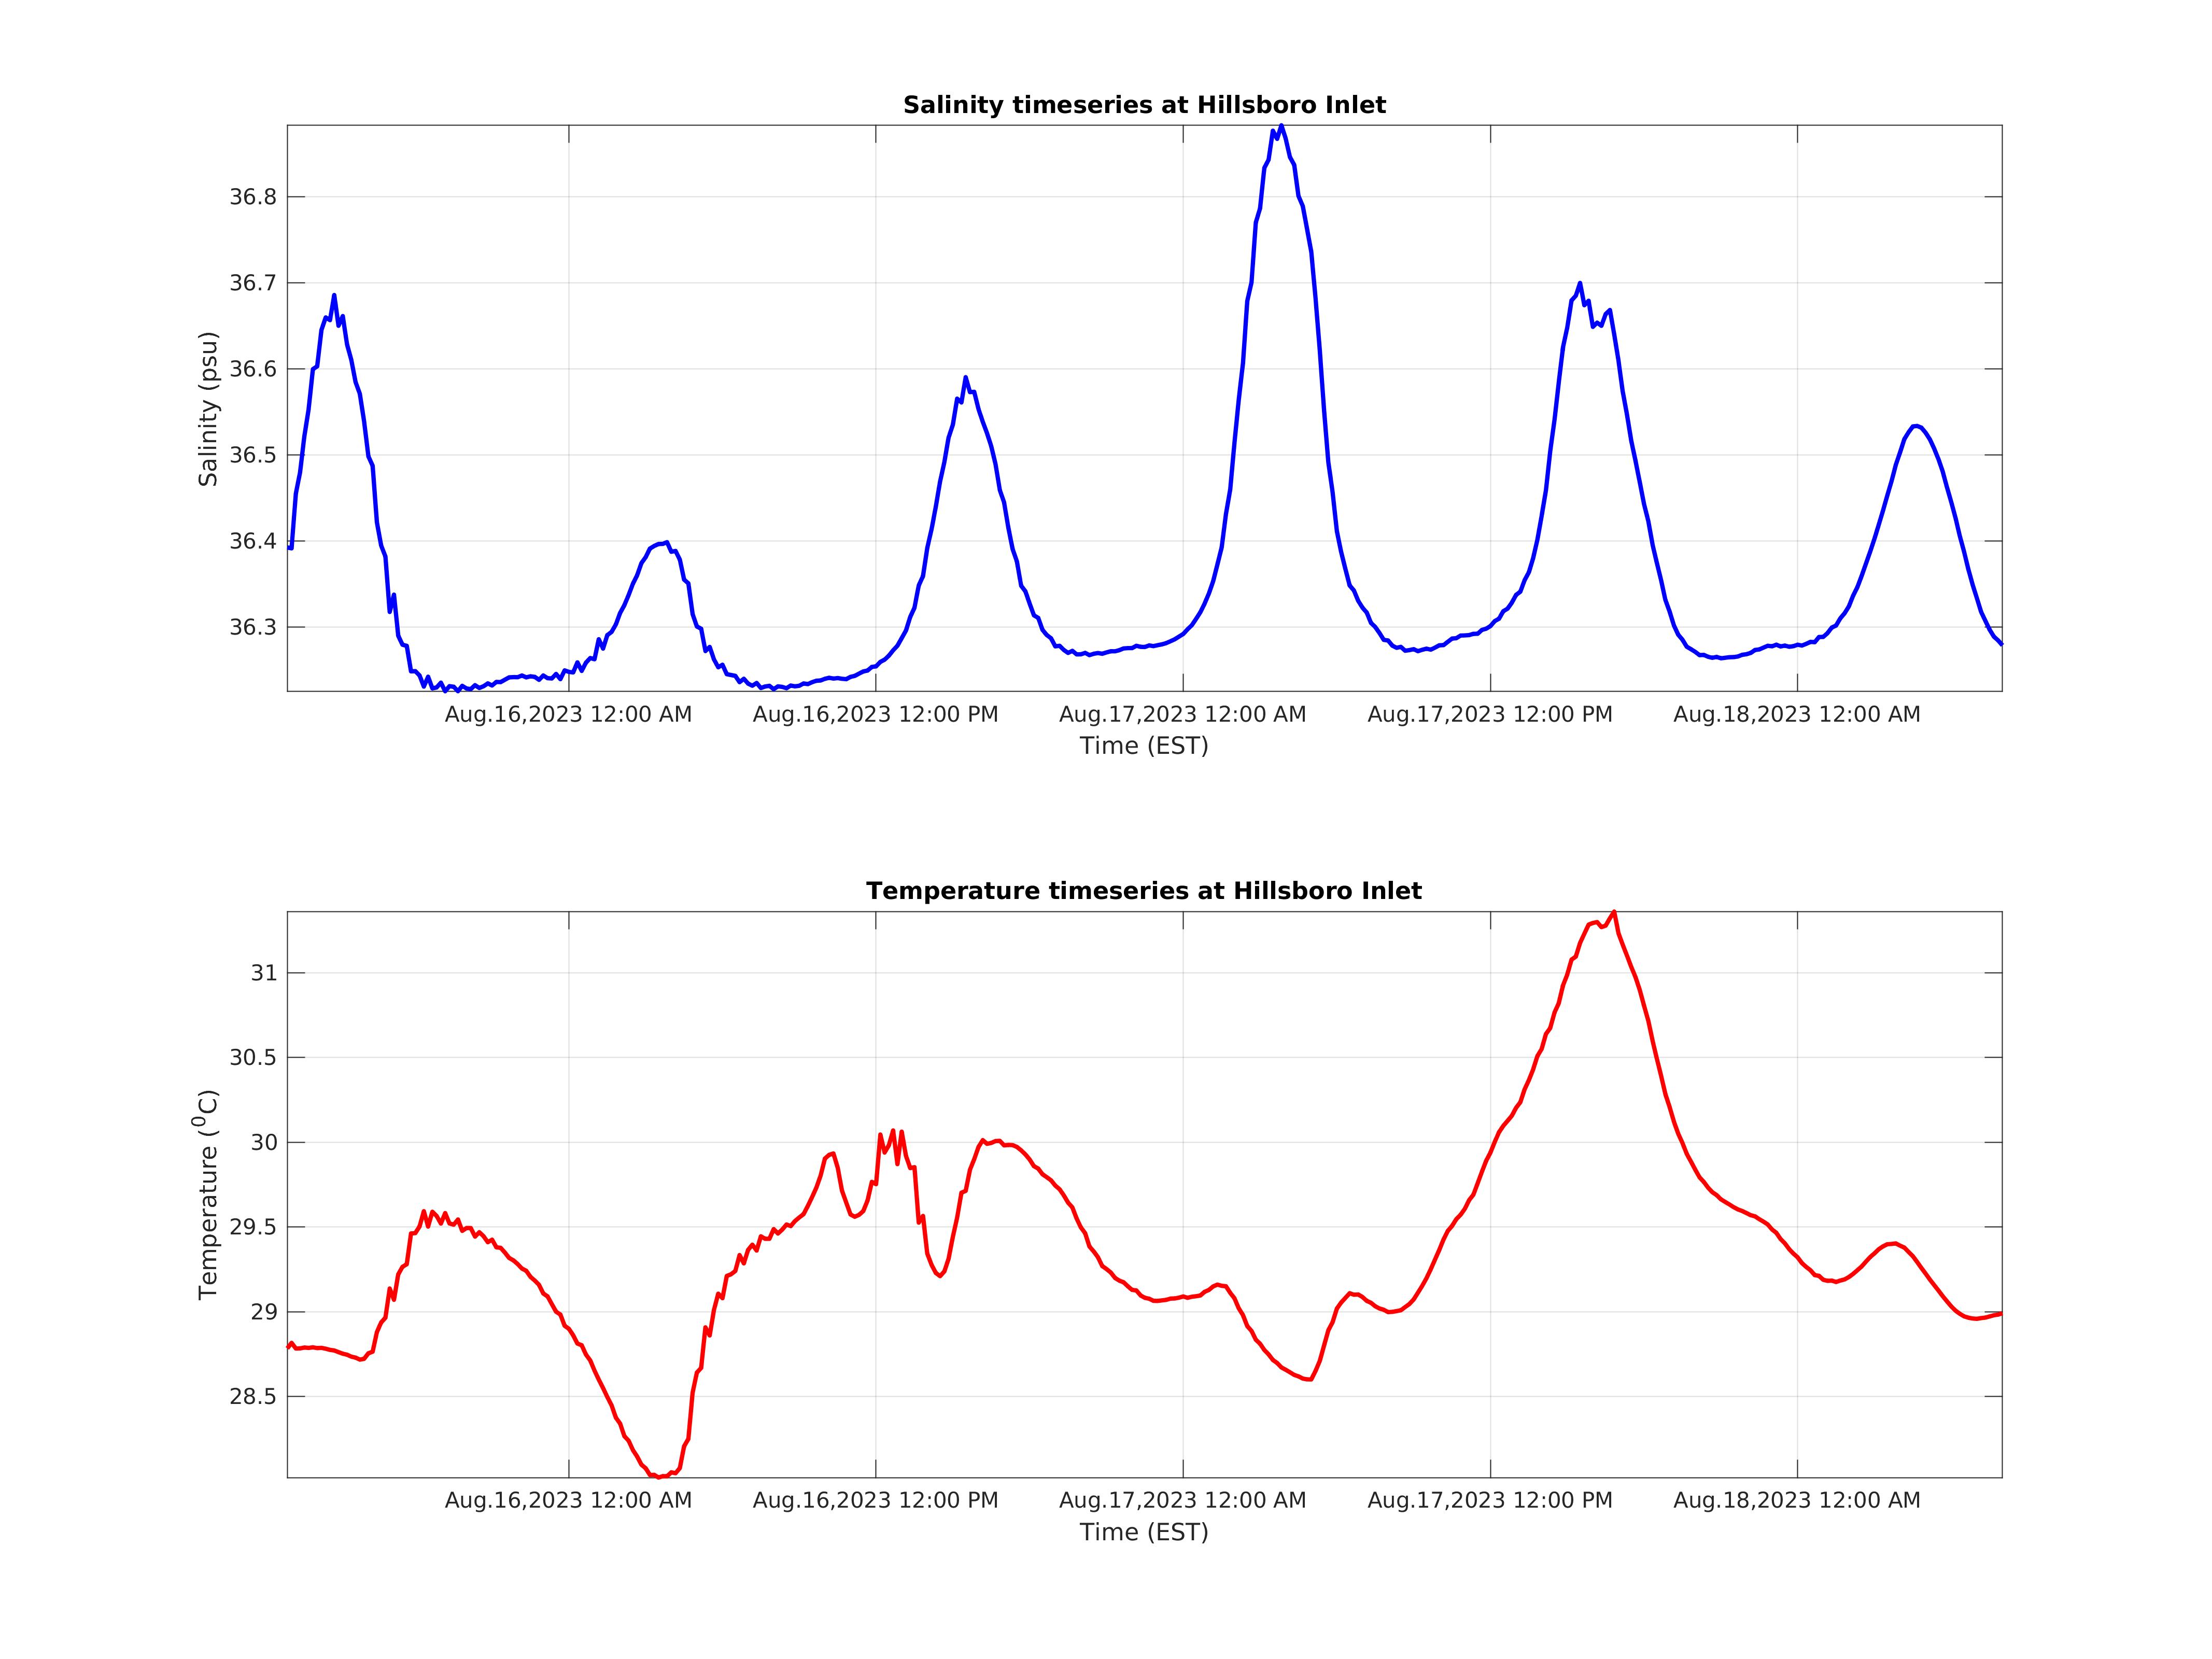 Salinity timeseries at Hillsboro Inlet
Salinity (psu)
36.8
36.7
36.6
36.5
36.4
36.3
Aug.16,2023 12:00 AM Aug.16,2023 12:00 PM Aug.17,2023 12:00 AM Aug.17,2023 12:00 PM Aug.18,2023 12:00 AM
Time (EST)
Temperature timeseries at Hillsboro Inlet
Temperature (⁰C)
31
30.5
30
29.5
29
28.5
Aug.16,2023 12:00 AM Aug.16,2023 12:00 PM Aug.17,2023 12:00 AM Aug.17,2023 12:00 PM Aug.18,2023 12:00 AM
Time (EST)